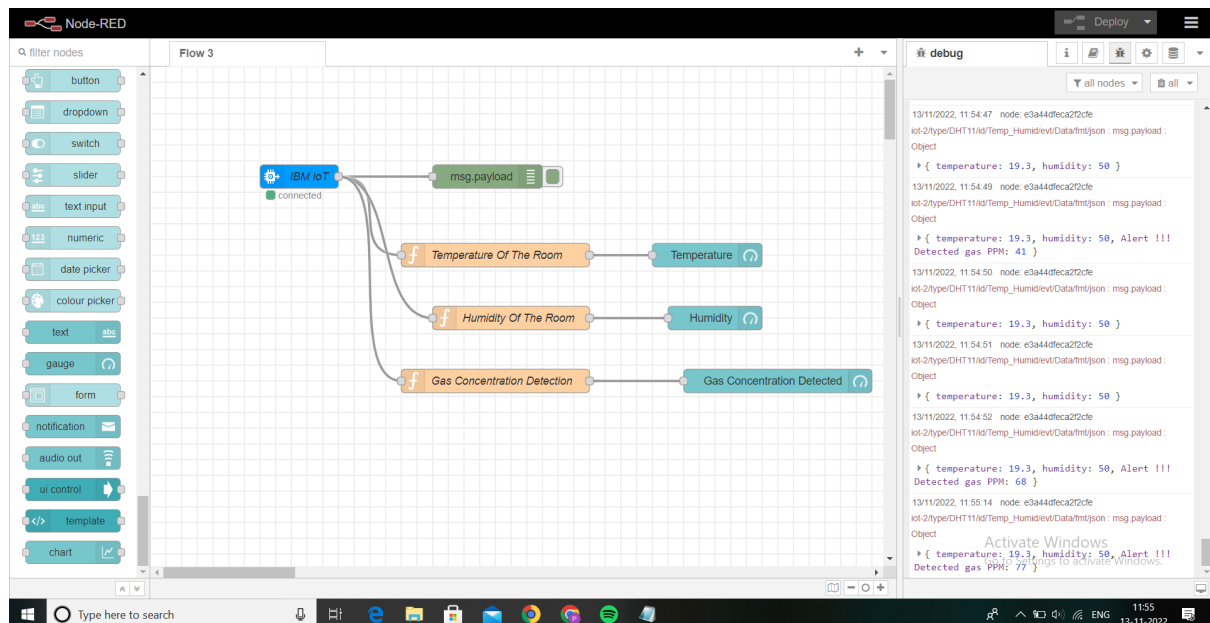 Node-RED
Deploy
filter nodes
button
dropdown
switch
slider
abc text input
123 numeric
date picker
colour picker
text abc
gauge
form
notification
audio out
ui control
</> template
chart
Flow 3
IBM IoT
connected
msg.payload
Temperature Of The Room
Temperature
Humidity Of The Room
Humidity
Gas Concentration Detection
Gas Concentration Detected
debug
i
all nodes
all
13/11/2022, 11:54:47 node: e3a44dfeca2f2cfe
iot-2/type/DHT11/id/Temp_Humid/evt/Data/fmt/json : msg.payload :
Object
{ temperature: 19.3, humidity: 50 }
13/11/2022, 11:54:49 node: e3a44dfeca2f2cfe
iot-2/type/DHT11/id/Temp_Humid/evt/Data/fmt/json : msg.payload :
Object
{ temperature: 19.3, humidity: 50, Alert !!!
Detected gas PPM: 41 }
13/11/2022, 11:54:50 node: e3a44dfeca2f2cfe
iot-2/type/DHT11/id/Temp_Humid/evt/Data/fmt/json : msg.payload :
Object
{ temperature: 19.3, humidity: 50 }
13/11/2022, 11:54:51 node: e3a44dfeca2f2cfe
iot-2/type/DHT11/id/Temp_Humid/evt/Data/fmt/json : msg.payload :
Object
{ temperature: 19.3, humidity: 50 }
13/11/2022, 11:54:52 node: e3a44dfeca2f2cfe
iot-2/type/DHT11/id/Temp_Humid/evt/Data/fmt/json : msg.payload :
Object
{ temperature: 19.3, humidity: 50, Alert !!!
Detected gas PPM: 68 }
13/11/2022, 11:55:14 node: e3a44dfeca2f2cfe
iot-2/type/DHT11/id/Temp_Humid/evt/Data/fmt/json : msg.payload :
Object
{ temperature: 19.3, humidity: 50, Alert !!!
Detected gas PPM: 77 }
Activate Windows
Go to Settings to activate Windows.
Type here to search
ENG
11:55
13-11-2022